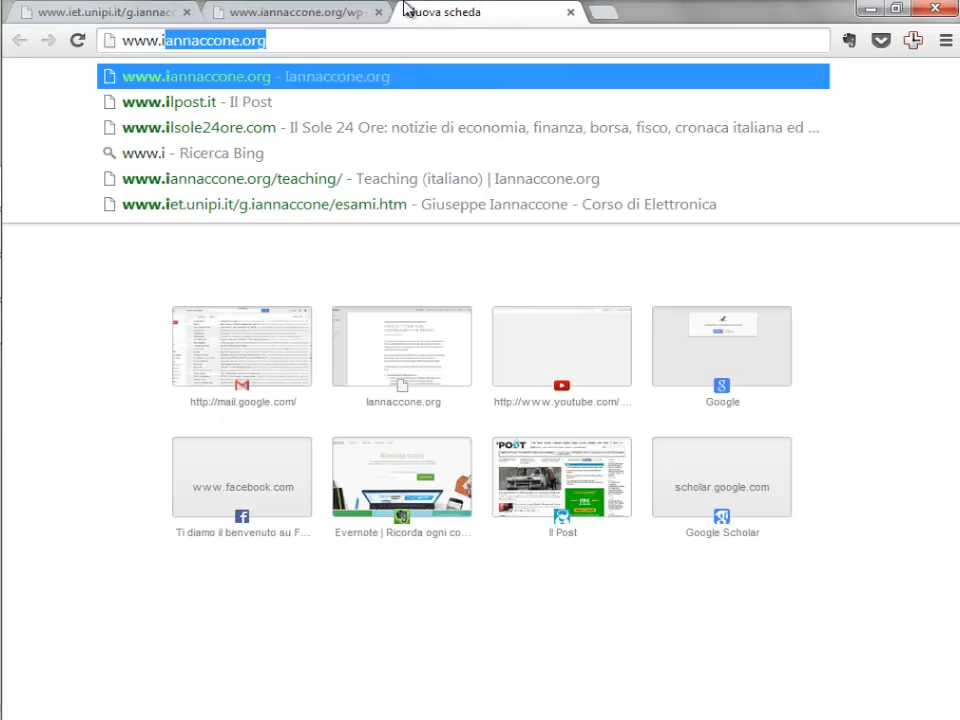 www.iet.unipi.it/g.iannacc
www.iannaccone.org/wp-
uova scheda
www.iannaccone.org
www.iannaccone.org - Iannaccone.org
www.ilpost.it - Il Post
www.ilsole24ore.com - Il Sole 24 Ore: notizie di economia, finanza, borsa, fisco, cronaca italiana ed ...
www.i - Ricerca Bing
www.iannaccone.org/teaching/ - Teaching (italiano) | Iannaccone.org
www.iet.unipi.it/g.iannaccone/esami.htm - Giuseppe Iannaccone - Corso di Elettronica
http://mail.google.com/
Iannaccone.org
http://www.youtube.com/ ...
Google
www.facebook.com
'POST
scholar.google.com
Ti diamo il benvenuto su F...
Evernote | Ricorda ogni co...
Il Post
Google Scholar